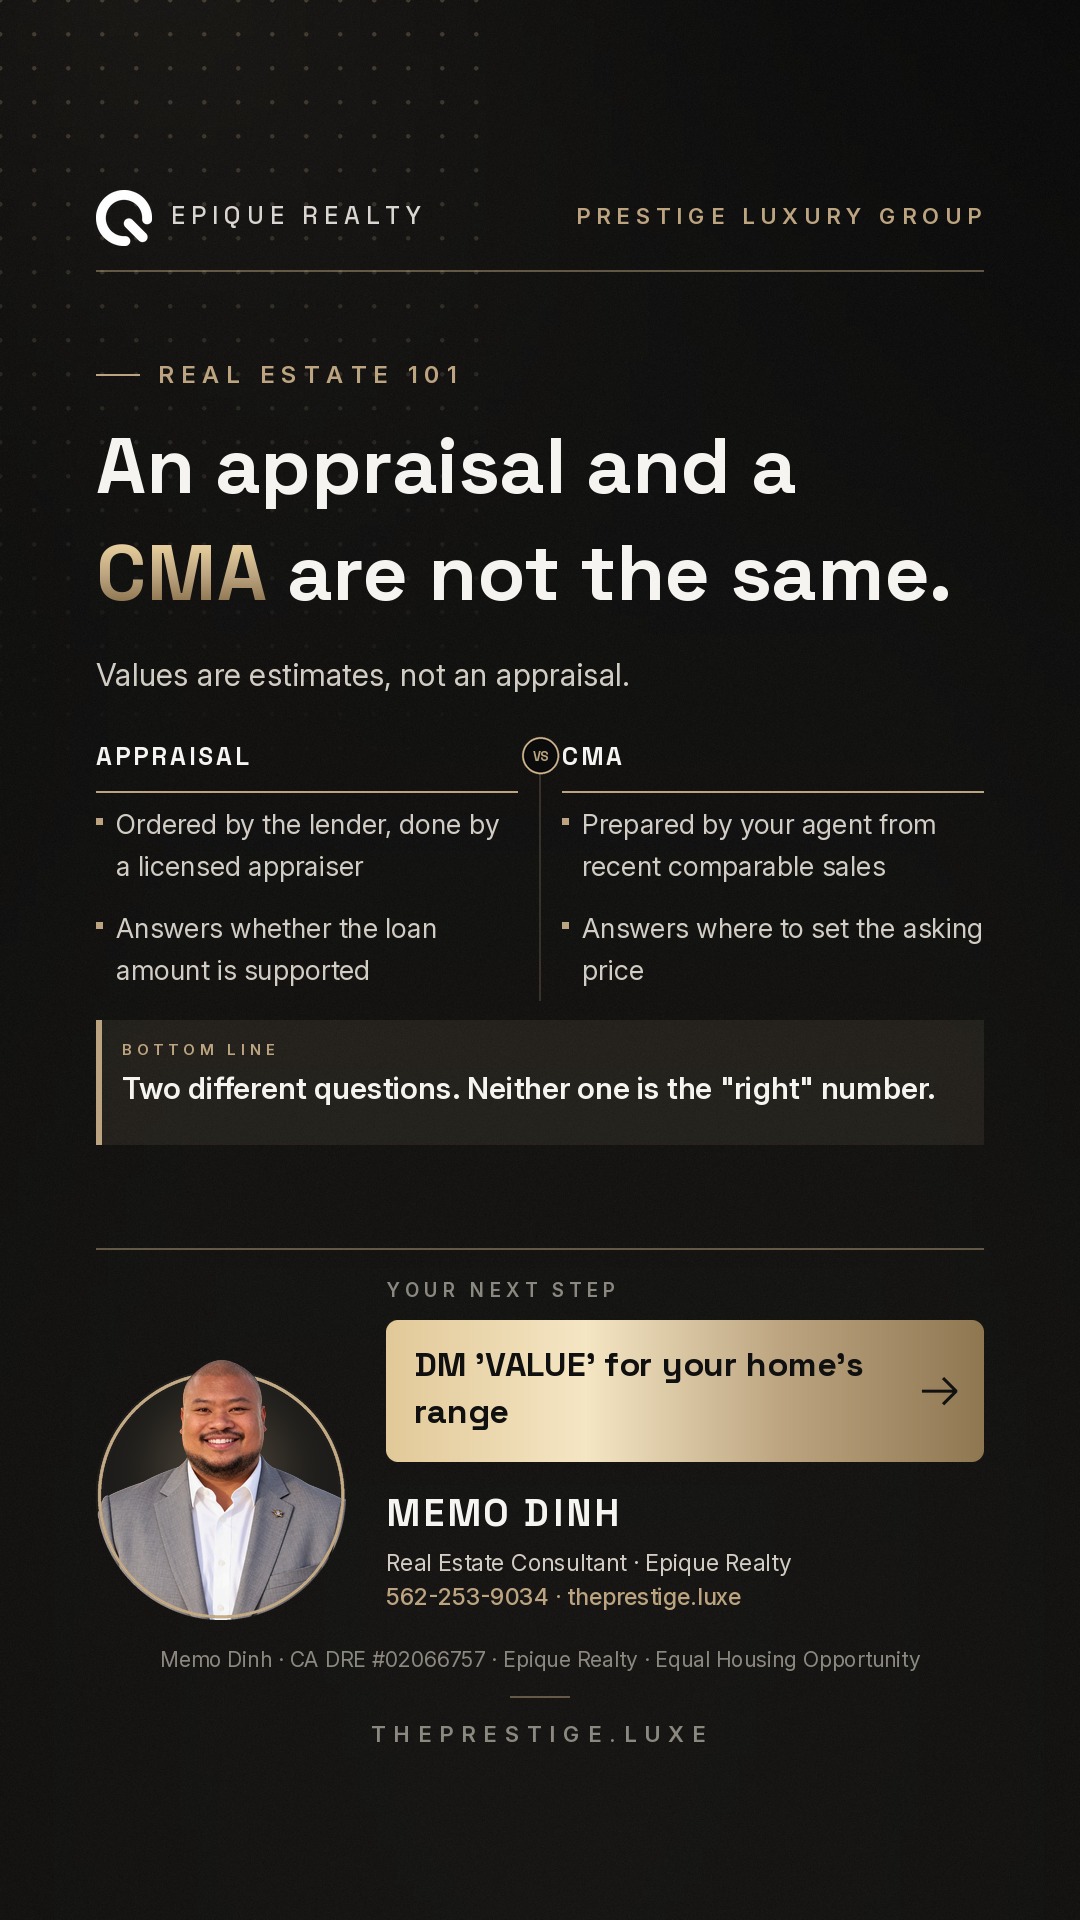 EPIQUE REALTY
PRESTIGE LUXURY GROUP
REAL ESTATE 101
An appraisal and a
CMA are not the same.
Values are estimates, not an appraisal.
APPRAISAL
Ordered by the lender, done by
a licensed appraiser
Answers whether the loan
amount is supported
VS
CMA
Prepared by your agent from
recent comparable sales
Answers where to set the asking
price
BOTTOM LINE
Two different questions. Neither one is the "right" number.
YOUR NEXT STEP
DM ’VALUE’ for your home’s
range
MEMO DINH
Real Estate Consultant · Epique Realty
562-253-9034 · theprestige.luxe
Memo Dinh · CA DRE #02066757 · Epique Realty · Equal Housing Opportunity
THEPRESTIGE.LUXE